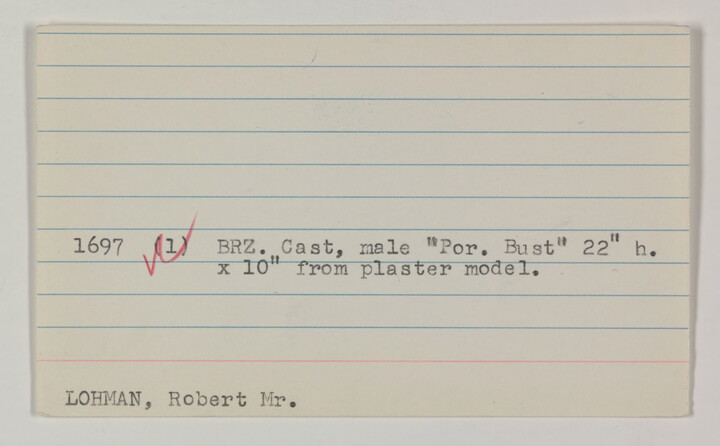 1697 (1) BRZ. Cast, male "Por. Bust" 22" h.
x 10" from plaster model.
LOHMAN, Robert Mr.